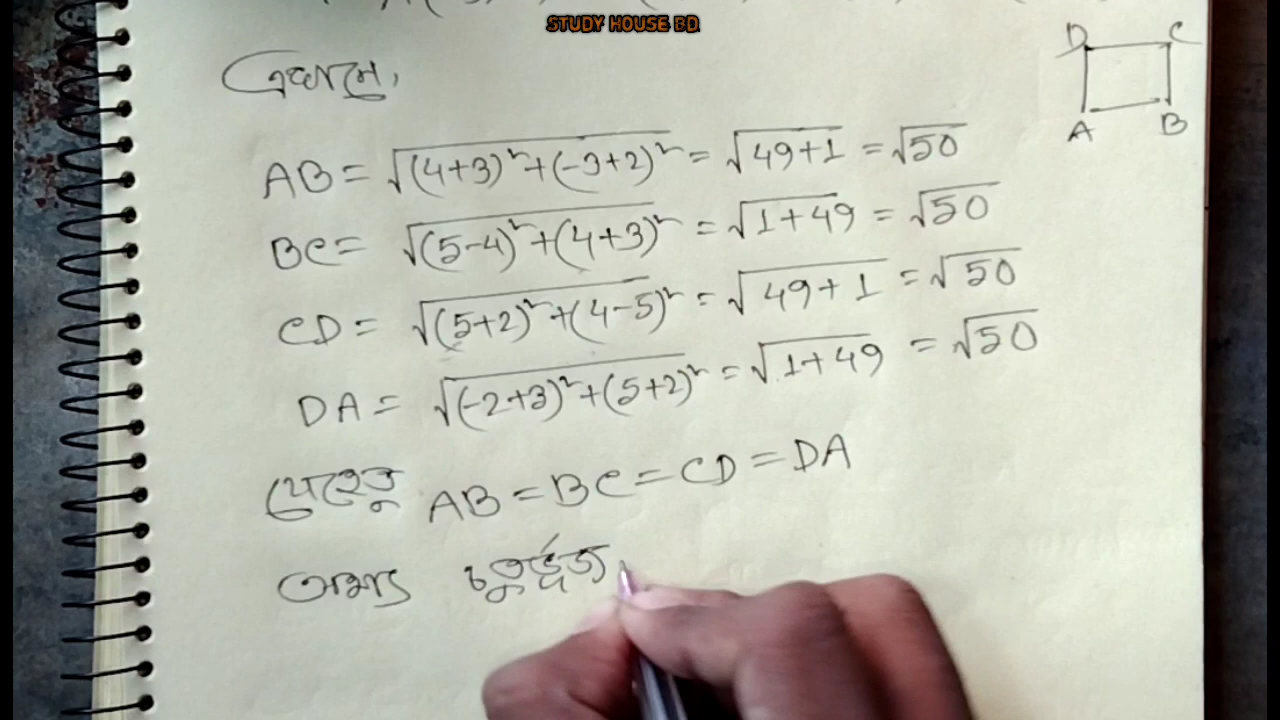 STUDY HOUSE BD
D C
এখানে,
A B
AB = √(4+3)²+(-3+2)² = √49+1 = √50
BC = √(5-4)²+(4+3)² = √1+49 = √50
CD = √(5+2)²+(4-5)² = √49+1 = √50
DA = √(-2+3)²+(5+2)² = √1+49 = √50
যেহেতু AB = BC = CD = DA
চতুর্ভুজ